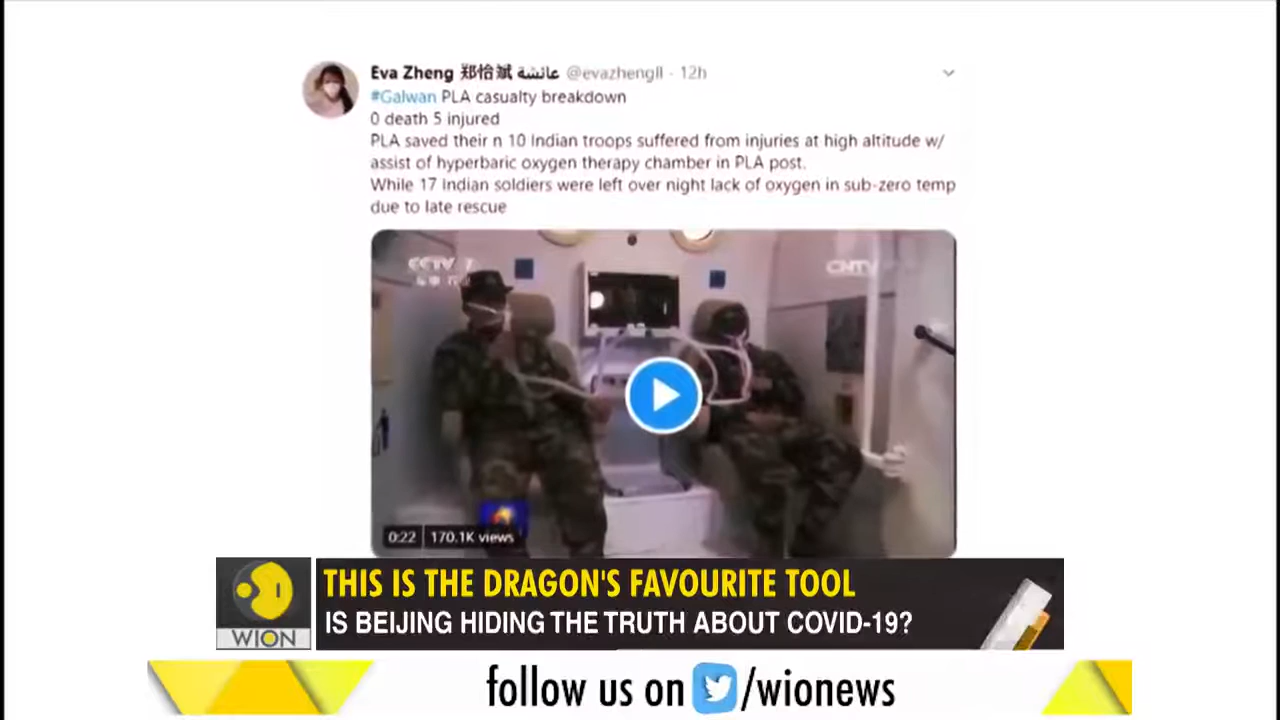 Eva Zheng 郑怡斌 عائشة @evazhengll · 12h
#Galwan PLA casualty breakdown
0 death 5 injured
PLA saved their n 10 Indian troops suffered from injuries at high altitude w/
assist of hyperbaric oxygen therapy chamber in PLA post.
While 17 Indian soldiers were left over night lack of oxygen in sub-zero temp
due to late rescue
CCTV 7
CNTV
0:22 170.1K views
THIS IS THE DRAGON'S FAVOURITE TOOL
IS BEIJING HIDING THE TRUTH ABOUT COVID-19?
WION
follow us on /wionews